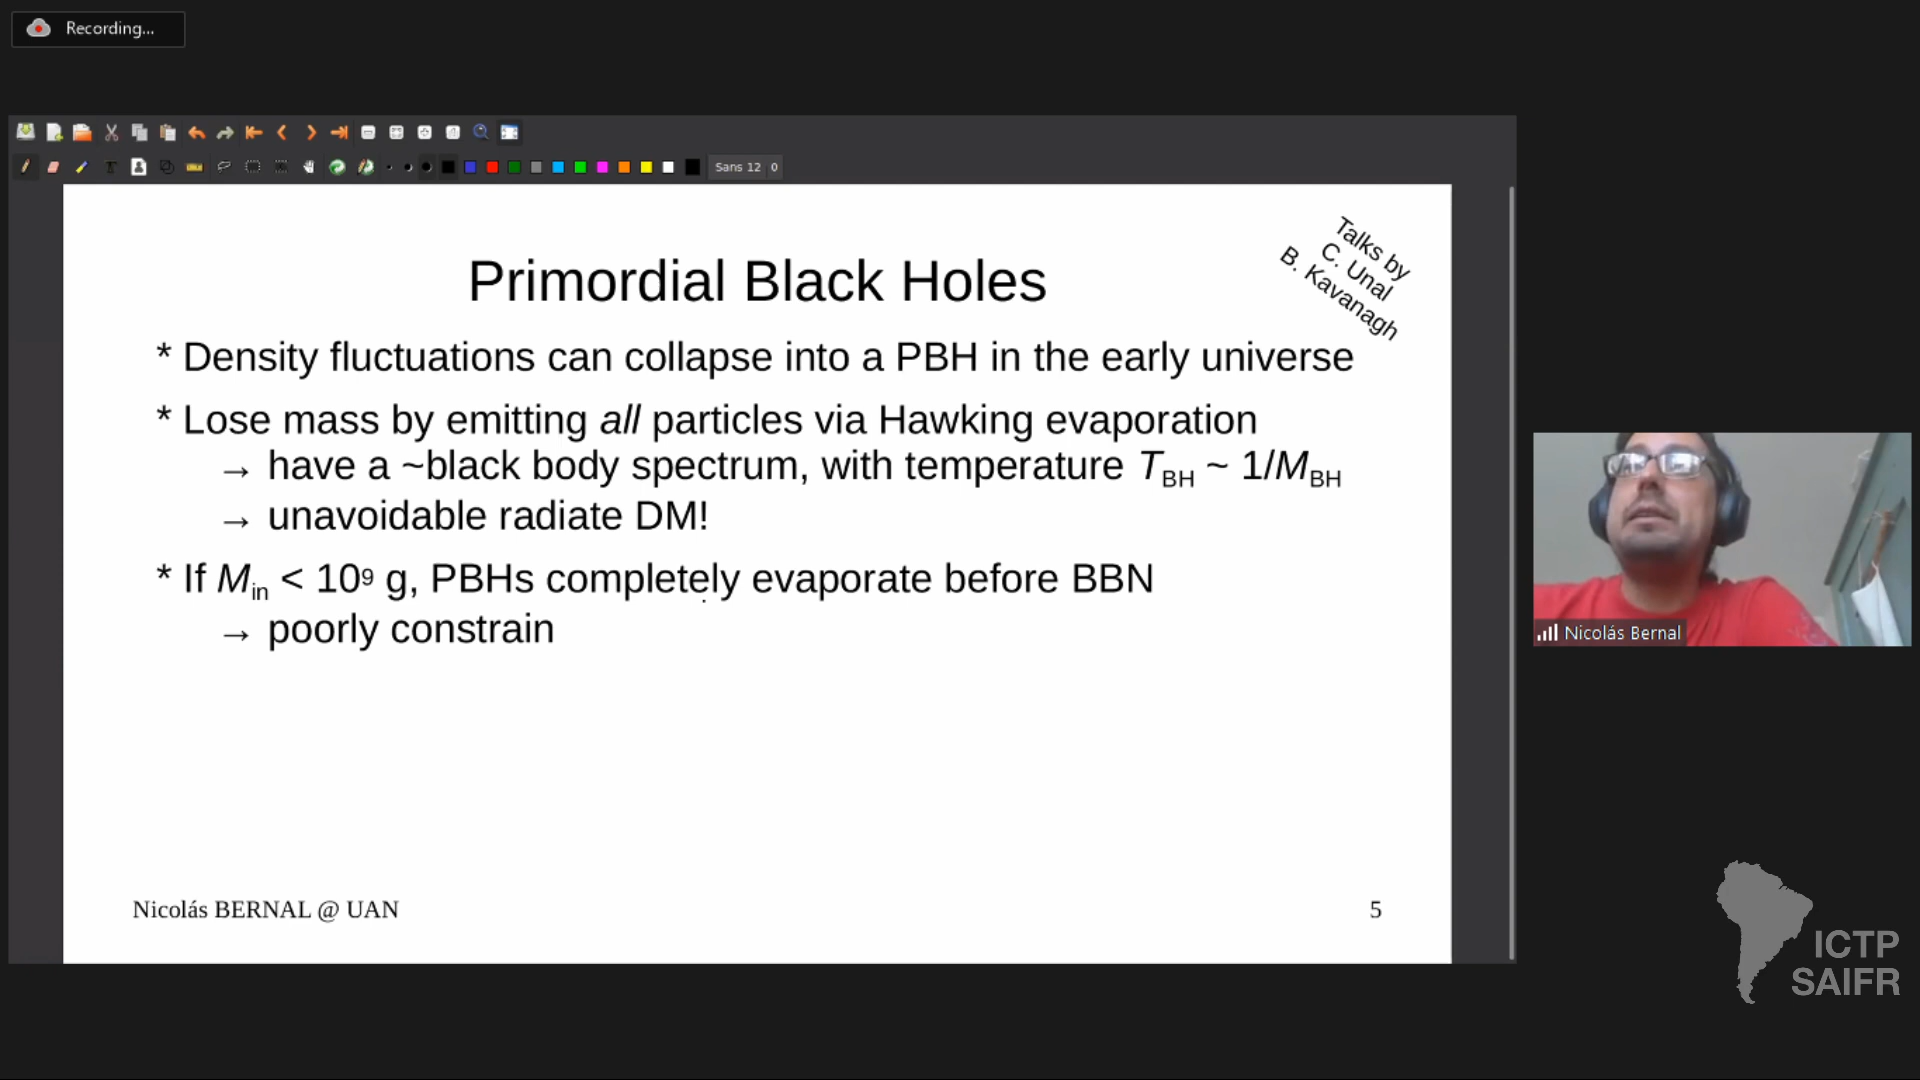 Recording...
Sans 12 0
Talks by
C. Unal
B. Kavanagh
Primordial Black Holes
* Density fluctuations can collapse into a PBH in the early universe
* Lose mass by emitting all particles via Hawking evaporation
→ have a ~black body spectrum, with temperature T_BH ~ 1/M_BH
→ unavoidable radiate DM!
* If M_in < 10⁹ g, PBHs completely evaporate before BBN
→ poorly constrain
Nicolás Bernal
Nicolás BERNAL @ UAN
5
ICTP
SAIFR